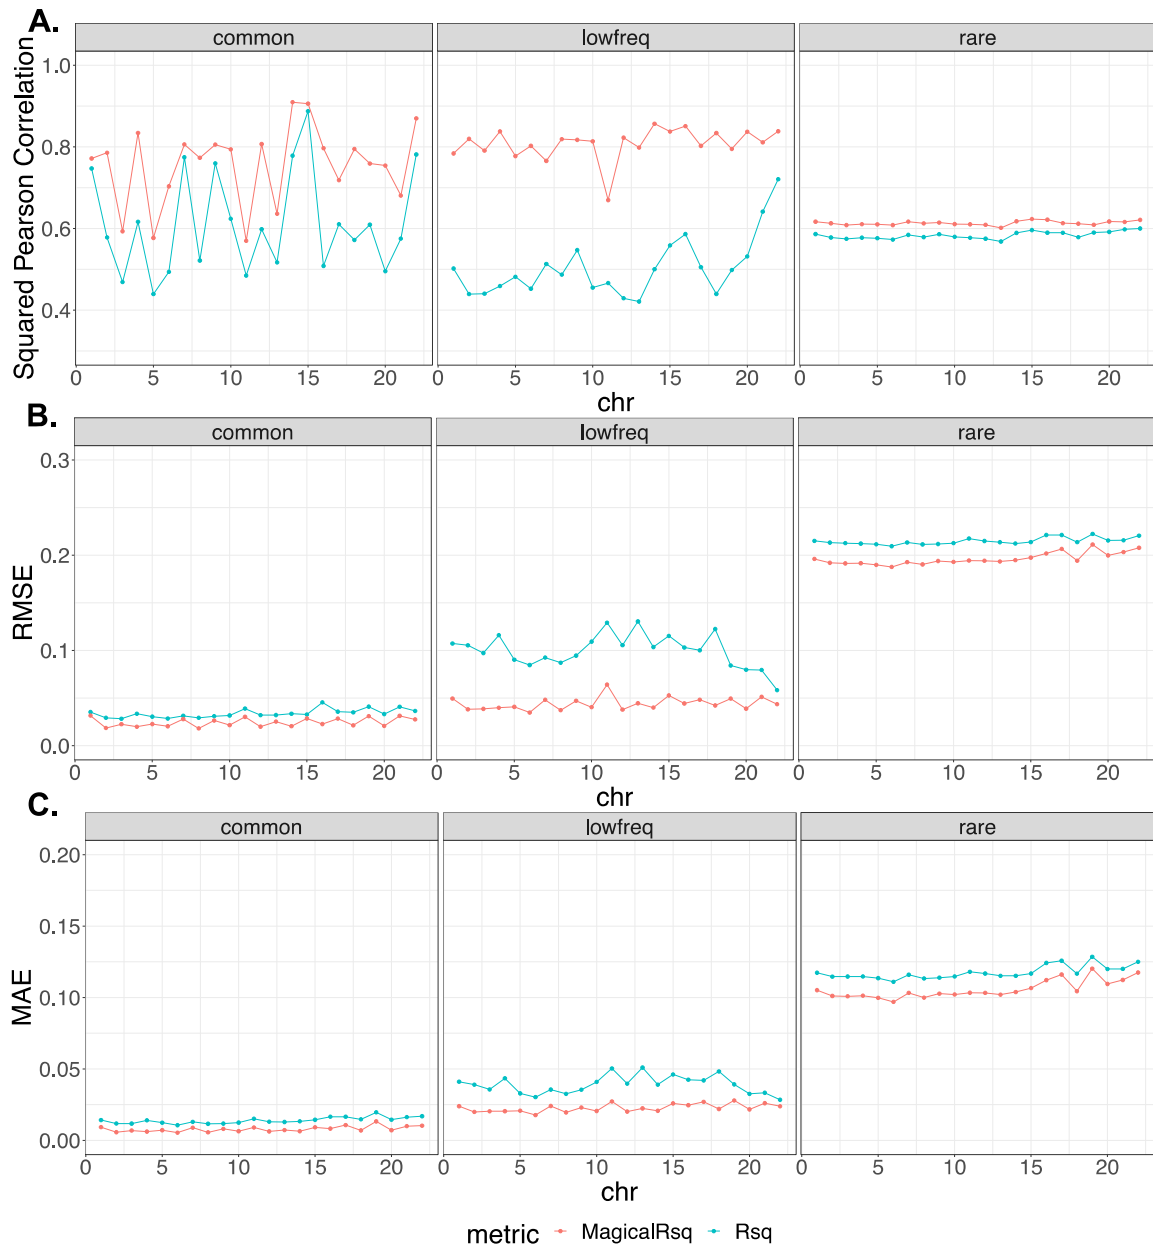 A.
common lowfreq rare
Squared Pearson Correlation
1.0
0.8
0.6
0.4
0 5 10 15 20 0 5 10 15 20 0 5 10 15 20
chr
B.
common lowfreq rare
RMSE
0.3
0.2
0.1
0.0
0 5 10 15 20 0 5 10 15 20 0 5 10 15 20
chr
C.
common lowfreq rare
MAE
0.20
0.15
0.10
0.05
0.00
0 5 10 15 20 0 5 10 15 20 0 5 10 15 20
chr
metric MagicalRsq Rsq